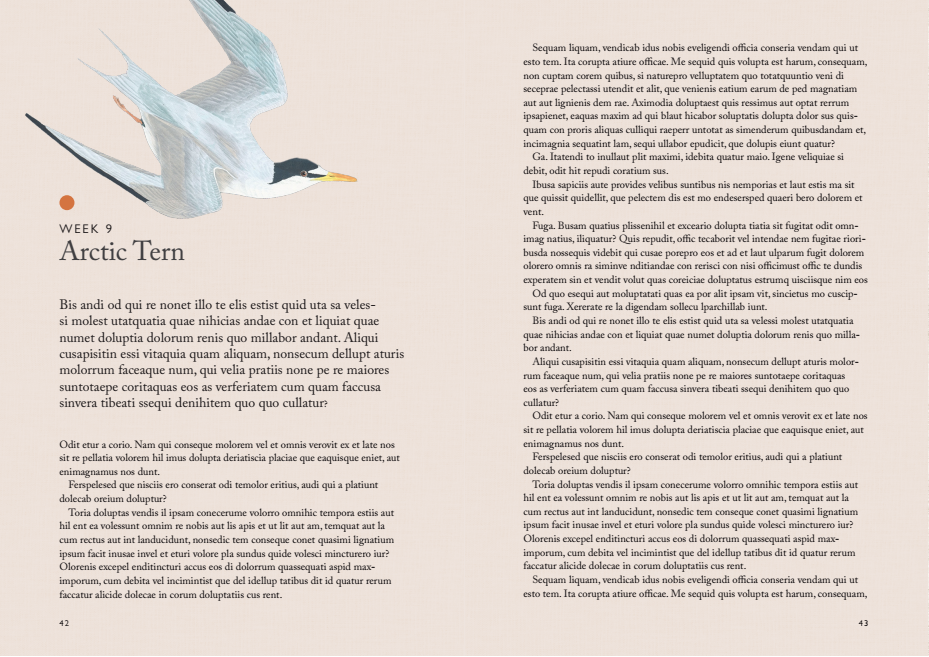 WEEK 9
Arctic Tern
Bis andi od qui re nonet illo te elis estist quid uta sa veles-
si molest utatquatia quae nihicias andae con et liquiat quae
numet doluptia dolorum renis quo millabor andant. Aliqui
cusapisitin essi vitaquia quam aliquam, nonsecum dellupt aturis
molorrum faceaque num, qui velia pratiis none pe re maiores
suntotaepe coritaquas eos as verferiatem cum quam faccusa
sinvera tibeati ssequi denihitem quo quo cullatur?
Odit etur a corio. Nam qui conseque molorem vel et omnis verovit ex et late nos
sit re pellatia volorem hil imus dolupta deriatiscia placiae que eaquisque eniet, aut
enimagnamus nos dunt.
Ferspelesed que nisciis ero conserat odi temolor eritius, audi qui a platiunt
dolecab oreium doluptur?
Toria doluptas vendis il ipsam conecerume volorro omnihic tempora estiis aut
hil ent ea volessunt omnim re nobis aut lis apis et ut lit aut am, temquat aut la
cum rectus aut int landucidunt, nonsedic tem conseque conet quasimi lignatium
ipsum facit inusae invel et eturi volore pla sundus quide volesci mincturero iur?
Olorenis excepel enditincturi accus eos di dolorrum quassequati aspid max-
imporum, cum debita vel incimintist que del idellup tatibus dit id quatur rerum
faccatur alicide dolecae in corum doluptatiis cus rent.
42
Sequam liquam, vendicab idus nobis eveligendi officia conseria vendam qui ut
esto tem. Ita corupta atiure officae. Me sequid quis volupta est harum, consequam,
non cuptam corem quibus, si naturepro velluptatem quo totatquuntio veni di
seceprae pelectassi utendit et alit, que venienis eatium earum de ped magnatiam
aut aut lignienis dem rae. Aximodia doluptaest quis ressimus aut optat rerrum
ipsapienet, eaquas maxim ad qui blaut hicabor soluptatis dolupta dolor sus quis-
quam con proris aliquas culliqui raeperr untotat as simenderum quibusdandam et,
incimagnia sequatint lam, sequi ullabor epudicit, que dolupis eiunt quatur?
Ga. Itatendi to inullaut plit maximi, idebita quatur maio. Igene veliquiae si
debit, odit hit repudi coratium sus.
Ibusa sapiciis aute provides velibus suntibus nis nemporias et laut estis ma sit
que quissit quidellit, que pelectem dis est mo endesersped quaeri bero dolorem et
vent.
Fuga. Busam quatius plissenihil et exceario dolupta tiatia sit fugitat odit omn-
imag natius, iliquatur? Quis repudit, offic tecaborit vel intendae nem fugitae riori-
busda nossequis videbit qui cusae porepro eos et ad et laut ulparum fugit dolorem
olorero omnis ra siminve nditiandae con rerisci con nisi officimust offic te dundis
experatem sin et vendit volut quas coreiciae doluptatus estrumq uisciisque nim eos
Od quo esequi aut moluptatati quas ea por alit ipsam vit, sincietus mo cuscip-
sunt fuga. Xererate re la digendam sollecu lparchillab iunt.
Bis andi od qui re nonet illo te elis estist quid uta sa velessi molest utatquatia
quae nihicias andae con et liquiat quae numet doluptia dolorum renis quo milla-
bor andant.
Aliqui cusapisitin essi vitaquia quam aliquam, nonsecum dellupt aturis molor-
rum faceaque num, qui velia pratiis none pe re maiores suntotaepe coritaquas
eos as verferiatem cum quam faccusa sinvera tibeati ssequi denihitem quo quo
cullatur?
Odit etur a corio. Nam qui conseque molorem vel et omnis verovit ex et late nos
sit re pellatia volorem hil imus dolupta deriatiscia placiae que eaquisque eniet, aut
enimagnamus nos dunt.
Ferspelesed que nisciis ero conserat odi temolor eritius, audi qui a platiunt
dolecab oreium doluptur?
Toria doluptas vendis il ipsam conecerume volorro omnihic tempora estiis aut
hil ent ea volessunt omnim re nobis aut lis apis et ut lit aut am, temquat aut la
cum rectus aut int landucidunt, nonsedic tem conseque conet quasimi lignatium
ipsum facit inusae invel et eturi volore pla sundus quide volesci mincturero iur?
Olorenis excepel enditincturi accus eos di dolorrum quassequati aspid max-
imporum, cum debita vel incimintist que del idellup tatibus dit id quatur rerum
faccatur alicide dolecae in corum doluptatiis cus rent.
Sequam liquam, vendicab idus nobis eveligendi officia conseria vendam qui ut
esto tem. Ita corupta atiure officae. Me sequid quis volupta est harum, consequam,
43